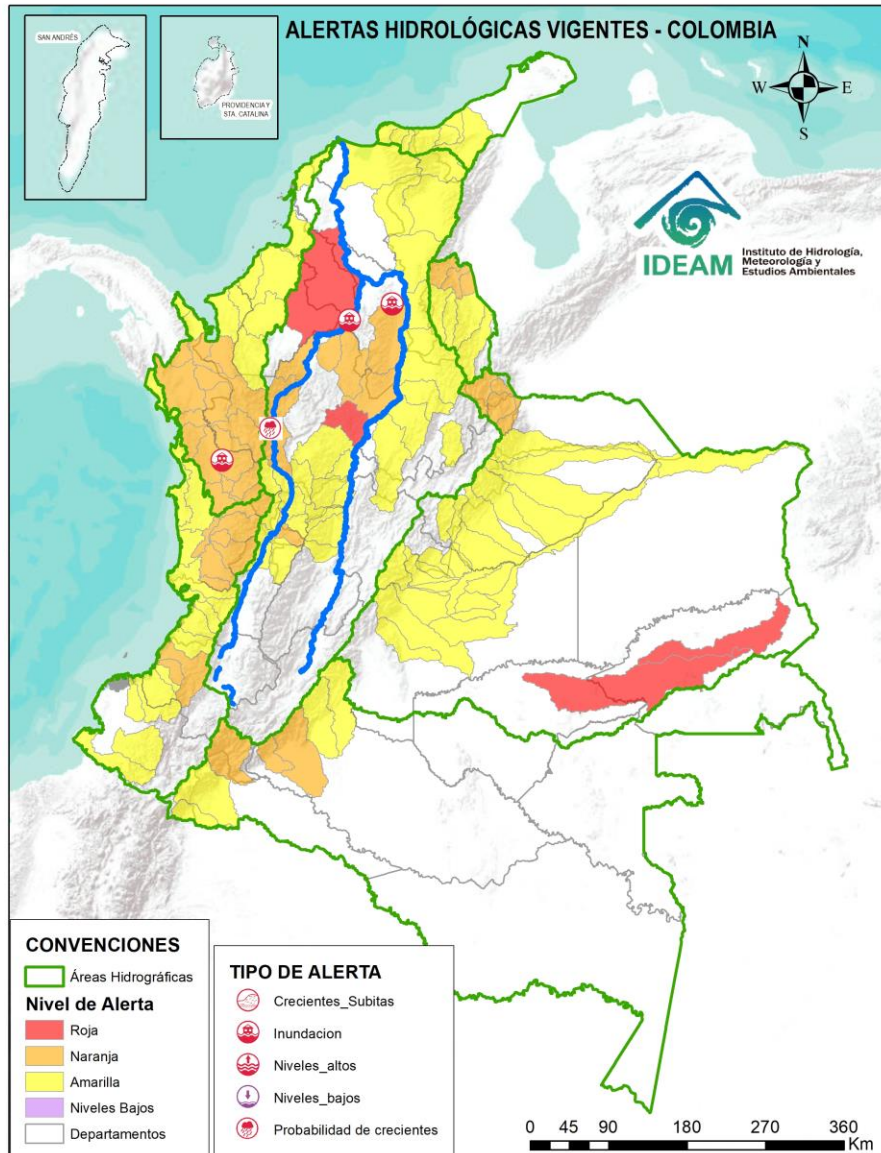 ALERTAS HIDROLÓGICAS VIGENTES - COLOMBIA
SAN ANDRÉS
PROVIDENCIA Y
STA. CATALINA
N
W
E
S
IDEAM
Instituto de Hidrología,
Meteorología y
Estudios Ambientales
CONVENCIONES
Áreas Hidrográficas
Nivel de Alerta
Roja
Naranja
Amarilla
Niveles Bajos
Departamentos
TIPO DE ALERTA
Crecientes_Subitas
Inundacion
Niveles_altos
Niveles_bajos
Probabilidad de crecientes
0 45 90 180 270 360
Km